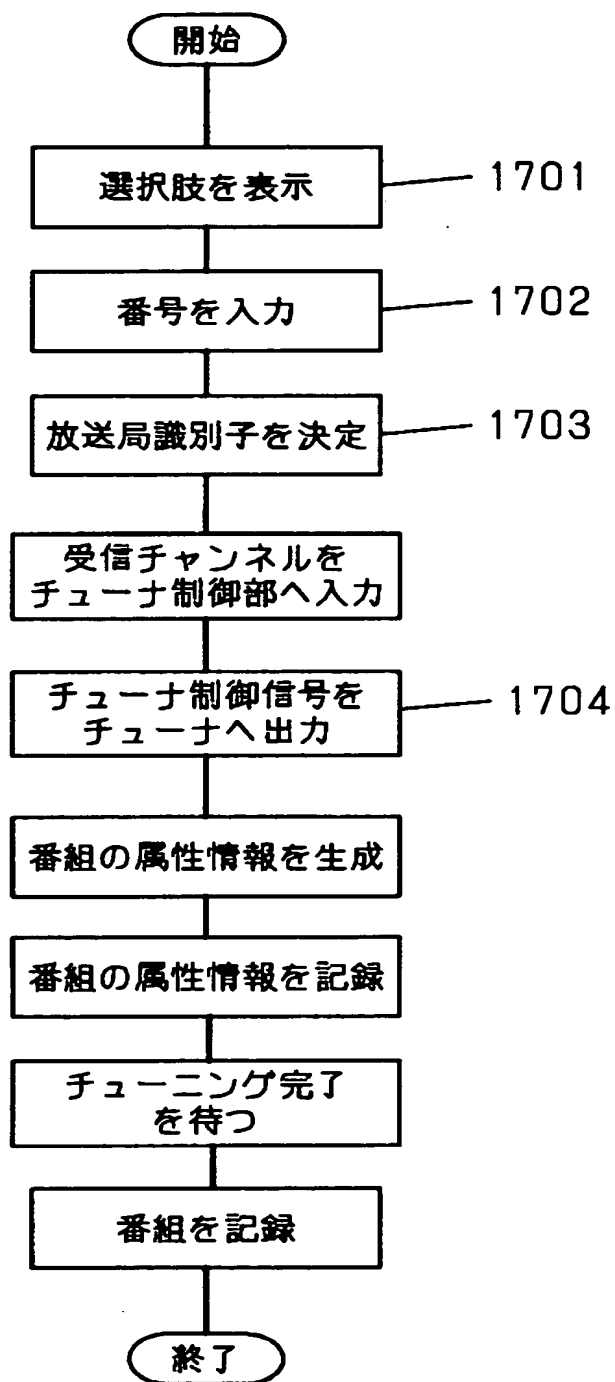 開始
選択肢を表示
1701
番号を入力
1702
放送局識別子を決定
1703
受信チャンネルを
チューナ制御部へ入力
チューナ制御信号を
チューナへ出力
1704
番組の属性情報を生成
番組の属性情報を記録
チューニング完了
を待つ
番組を記録
終了